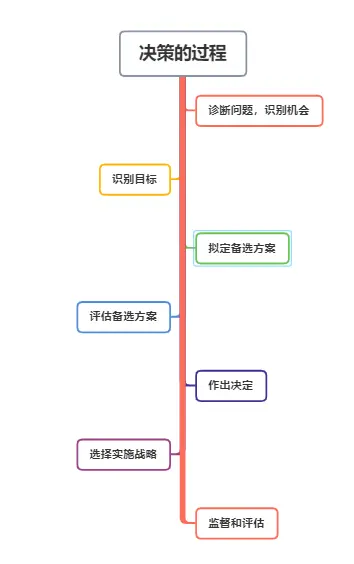 决策的过程
诊断问题，识别机会
识别目标
拟定备选方案
评估备选方案
作出决定
选择实施战略
监督和评估